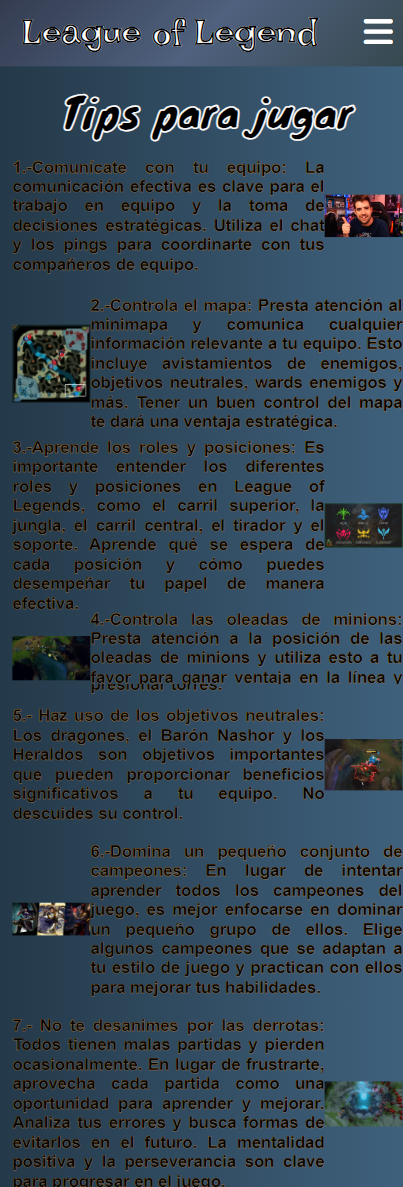 League of Legend
Tips para jugar
1.-Comunícate con tu equipo: La
comunicación efectiva es clave para el
trabajo en equipo y la toma de
decisiones estratégicas. Utiliza el chat
y los pings para coordinarte con tus
compañeros de equipo.
2.-Controla el mapa: Presta atención al
minimapa y comunica cualquier
información relevante a tu equipo. Esto
incluye avistamientos de enemigos,
objetivos neutrales, wards enemigos y
más. Tener un buen control del mapa
te dará una ventaja estratégica.
3.-Aprende los roles y posiciones: Es
importante entender los diferentes
roles y posiciones en League of
Legends, como el carril superior, la
jungla, el carril central, el tirador y el
soporte. Aprende qué se espera de
cada posición y cómo puedes
desempeñar tu papel de manera
efectiva.
4.-Controla las oleadas de minions:
Presta atención a la posición de las
oleadas de minions y utiliza esto a tu
favor para ganar ventaja en la línea y
presionar torres.
5.- Haz uso de los objetivos neutrales:
Los dragones, el Barón Nashor y los
Heraldos son objetivos importantes
que pueden proporcionar beneficios
significativos a tu equipo. No
descuides su control.
6.-Domina un pequeño conjunto de
campeones: En lugar de intentar
aprender todos los campeones del
juego, es mejor enfocarse en dominar
un pequeño grupo de ellos. Elige
algunos campeones que se adaptan a
tu estilo de juego y practican con ellos
para mejorar tus habilidades.
7.- No te desanimes por las derrotas:
Todos tienen malas partidas y pierden
ocasionalmente. En lugar de frustrarte,
aprovecha cada partida como una
oportunidad para aprender y mejorar.
Analiza tus errores y busca formas de
evitarlos en el futuro. La mentalidad
positiva y la perseverancia son clave
para progresar en el juego.